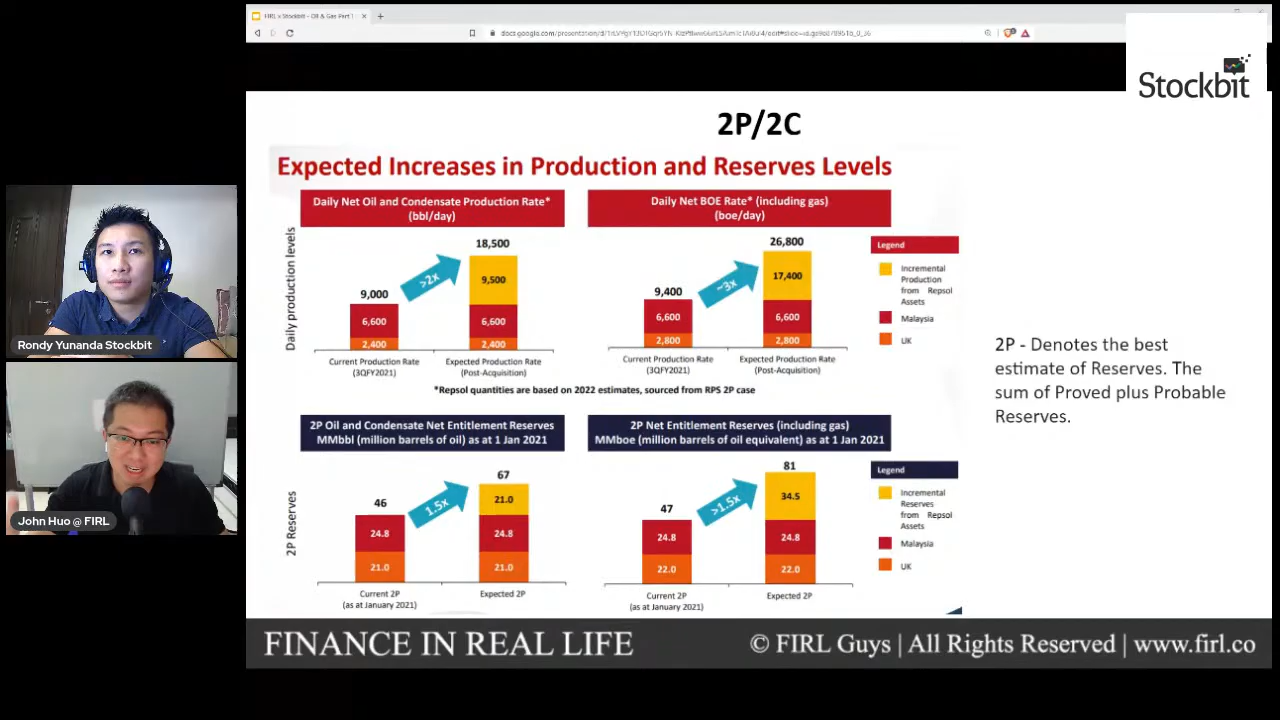 FIRL x Stockbit - Oil & Gas Part 1
Stockbit
2P/2C
Expected Increases in Production and Reserves Levels
Daily Net Oil and Condensate Production Rate*
(bbl/day)
Daily production levels
9,000
6,600
2,400
>2x
18,500
9,500
6,600
2,400
Current Production Rate
(3QFY2021)
Expected Production Rate
(Post-Acquisition)
Daily Net BOE Rate* (including gas)
(boe/day)
9,400
6,600
2,800
~3x
26,800
17,400
6,600
2,800
Current Production Rate
(3QFY2021)
Expected Production Rate
(Post-Acquisition)
Legend
Incremental
Production
from Repsol
Assets
Malaysia
UK
*Repsol quantities are based on 2022 estimates, sourced from RPS 2P case
2P Oil and Condensate Net Entitlement Reserves
MMbbl (million barrels of oil) as at 1 Jan 2021
2P Reserves
46
24.8
21.0
1.5x
67
21.0
24.8
21.0
Current 2P
(as at January 2021)
Expected 2P
2P Net Entitlement Reserves (including gas)
MMboe (million barrels of oil equivalent) as at 1 Jan 2021
47
24.8
22.0
>1.5x
81
34.5
24.8
22.0
Current 2P
(as at January 2021)
Expected 2P
Legend
Incremental
Reserves
from Repsol
Assets
Malaysia
UK
2P - Denotes the best
estimate of Reserves. The
sum of Proved plus Probable
Reserves.
Rondy Yunanda Stockbit
John Huo @ FIRL
FINANCE IN REAL LIFE
© FIRL Guys | All Rights Reserved | www.firl.co